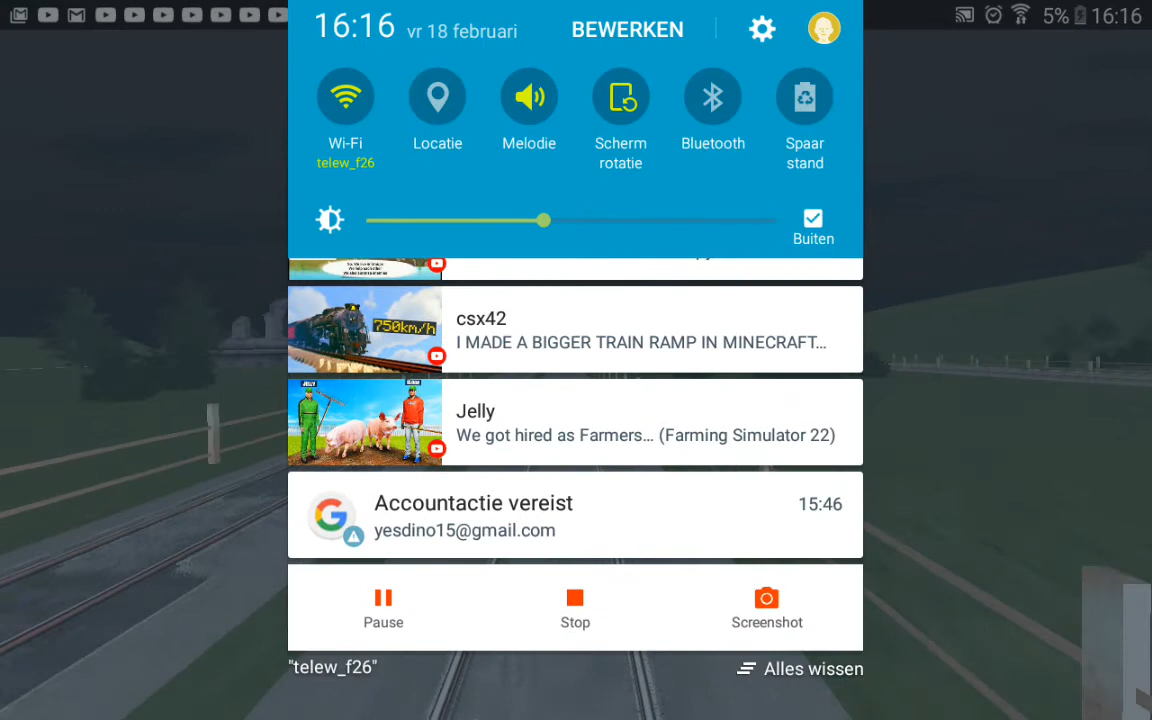 5% 16:16
16:16 vr 18 februari BEWERKEN
Wi-Fi
telew_f26
Locatie
Melodie
Scherm
rotatie
Bluetooth
Spaar
stand
Buiten
750km/h
csx42
I MADE A BIGGER TRAIN RAMP IN MINECRAFT...
JELLY
Jelly
We got hired as Farmers... (Farming Simulator 22)
Accountactie vereist 15:46
yesdino15@gmail.com
Pause
Stop
Screenshot
"telew_f26" Alles wissen